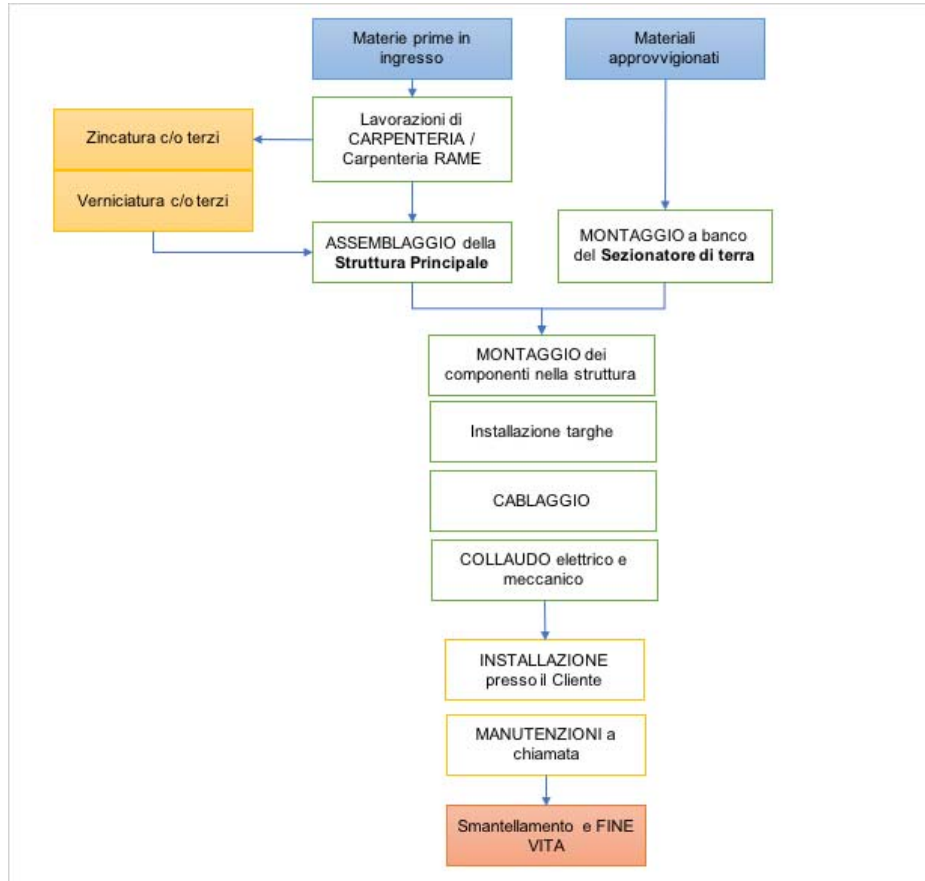 Materie prime in
ingresso
Materiali
approvvigionati
Lavorazioni di
CARPENTERIA /
Carpenteria RAME
Zincatura c/o terzi
Verniciatura c/o terzi
ASSEMBLAGGIO della
Struttura Principale
MONTAGGIO a banco
del Sezionatore di terra
MONTAGGIO dei
componenti nella struttura
Installazione targhe
CABLAGGIO
COLLAUDO elettrico e
meccanico
INSTALLAZIONE
presso il Cliente
MANUTENZIONI a
chiamata
Smantellamento e FINE
VITA